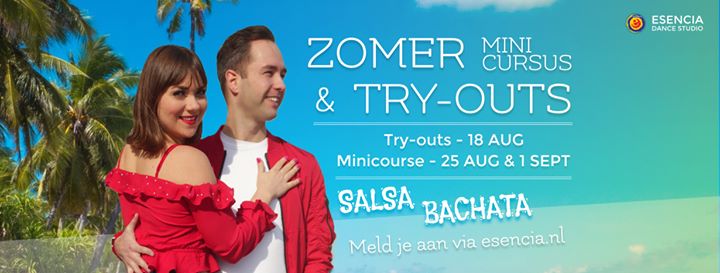 ESENCIA
DANCE STUDIO
ZOMER MINI CURSUS
& TRY-OUTS
Try-outs - 18 AUG
Minicourse - 25 AUG & 1 SEPT
SALSA BACHATA
Meld je aan via esencia.nl